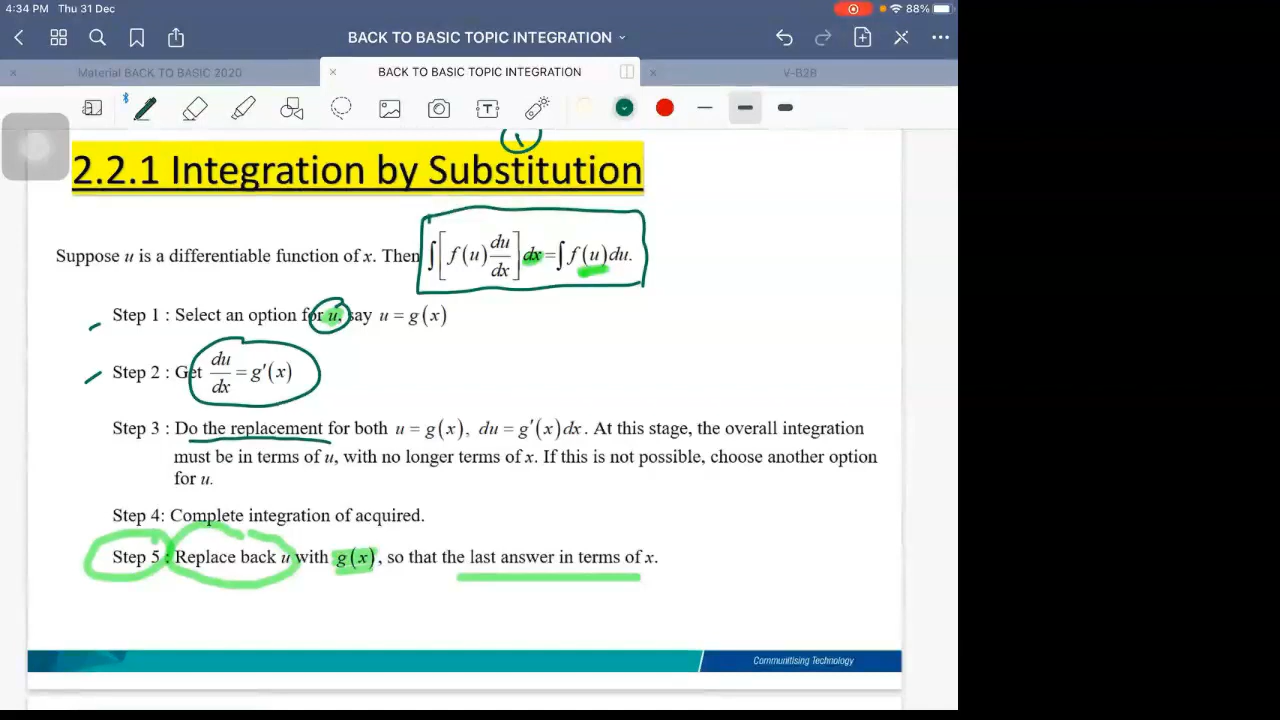 4:34 PM Thu 31 Dec
88%
BACK TO BASIC TOPIC INTEGRATION
Material BACK TO BASIC 2020
BACK TO BASIC TOPIC INTEGRATION
V-B2B
2.2.1 Integration by Substitution
Suppose u is a differentiable function of x. Then ∫[f(u) du/dx]dx=∫f(u)du.
Step 1 : Select an option for u, say u = g(x)
Step 2 : Get du/dx = g'(x)
Step 3 : Do the replacement for both u = g(x), du = g'(x)dx. At this stage, the overall integration
must be in terms of u, with no longer terms of x. If this is not possible, choose another option
for u.
Step 4: Complete integration of acquired.
Step 5 : Replace back u with g(x), so that the last answer in terms of x.
Communitising Technology